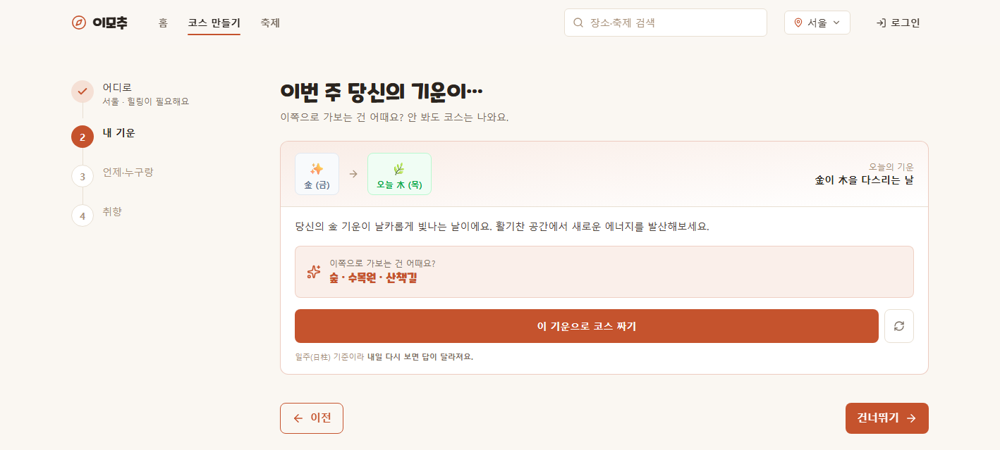 이모추
홈 코스 만들기 축제
장소·축제 검색
서울
로그인
어디로
서울 · 힐링이 필요해요
2 내 기운
3 언제·누구랑
4 취향
이번 주 당신의 기운이…
이쪽으로 가보는 건 어때요? 안 봐도 코스는 나와요.
金 (금)
오늘 木 (목)
오늘의 기운
金이 木을 다스리는 날
당신의 金 기운이 날카롭게 빛나는 날이에요. 활기찬 공간에서 새로운 에너지를 발산해보세요.
이쪽으로 가보는 건 어때요?
숲 · 수목원 · 산책길
이 기운으로 코스 짜기
일주(日柱) 기준이라 내일 다시 보면 답이 달라져요.
이전
건너뛰기